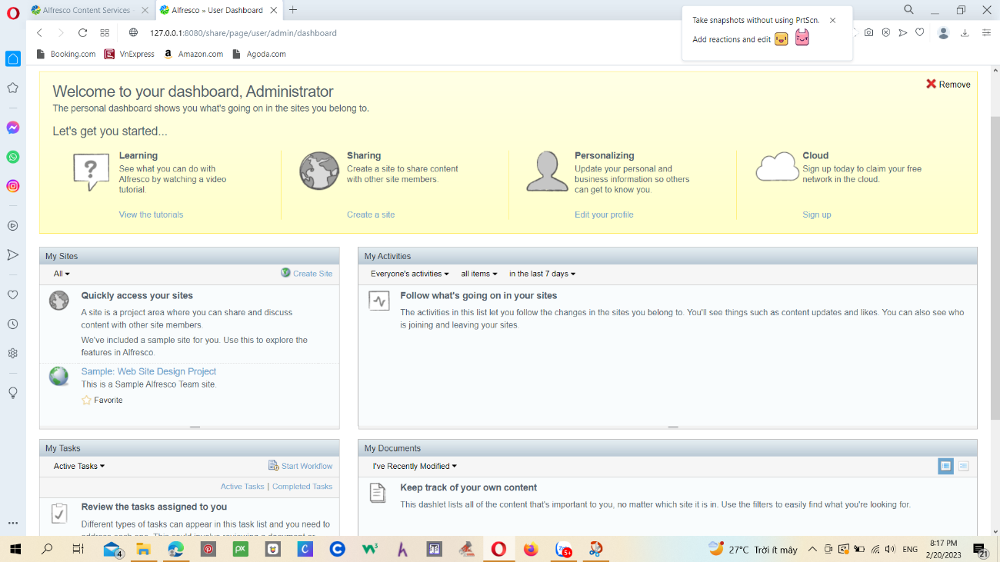 Alfresco Content Services
Alfresco » User Dashboard
Take snapshots without using PrtScn.
Add reactions and edit
127.0.0.1:8080/share/page/user/admin/dashboard
Booking.com
VnExpress
Amazon.com
Agoda.com
Welcome to your dashboard, Administrator
Remove
The personal dashboard shows you what's going on in the sites you belong to.
Let's get you started...
Learning
See what you can do with
Alfresco by watching a video
tutorial.
View the tutorials
Sharing
Create a site to share content
with other site members.
Create a site
Personalizing
Update your personal and
business information so others
can get to know you.
Edit your profile
Cloud
Sign up today to claim your free
network in the cloud.
Sign up
My Sites
All
Create Site
Quickly access your sites
A site is a project area where you can share and discuss
content with other site members.
We've included a sample site for you. Use this to explore the
features in Alfresco.
Sample: Web Site Design Project
This is a Sample Alfresco Team site.
Favorite
My Activities
Everyone's activities
all items
in the last 7 days
Follow what's going on in your sites
The activities in this list let you follow the changes in the sites you belong to. You'll see things such as content updates and likes. You can also see who
is joining and leaving your sites.
My Tasks
Active Tasks
Start Workflow
Active Tasks | Completed Tasks
Review the tasks assigned to you
Different types of tasks can appear in this task list and you need to
address each one. This could involve reviewing a document or
My Documents
I've Recently Modified
Keep track of your own content
This dashlet lists all of the content that's important to you, no matter which site it is in. Use the filters to easily find what you're looking for.
4
5+
27°C Trời ít mây
ENG
8:17 PM
2/20/2023
21